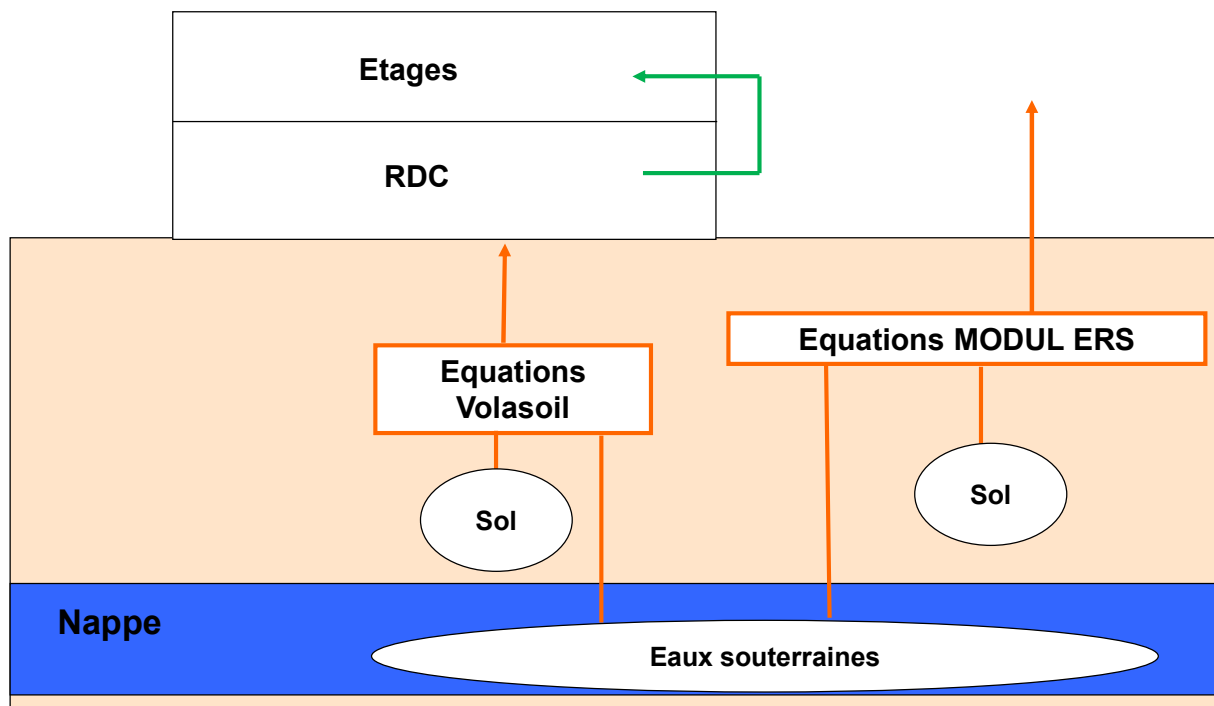 Etages
RDC
Equations MODUL ERS
Equations
Volasoil
Sol
Sol
Nappe
Eaux souterraines